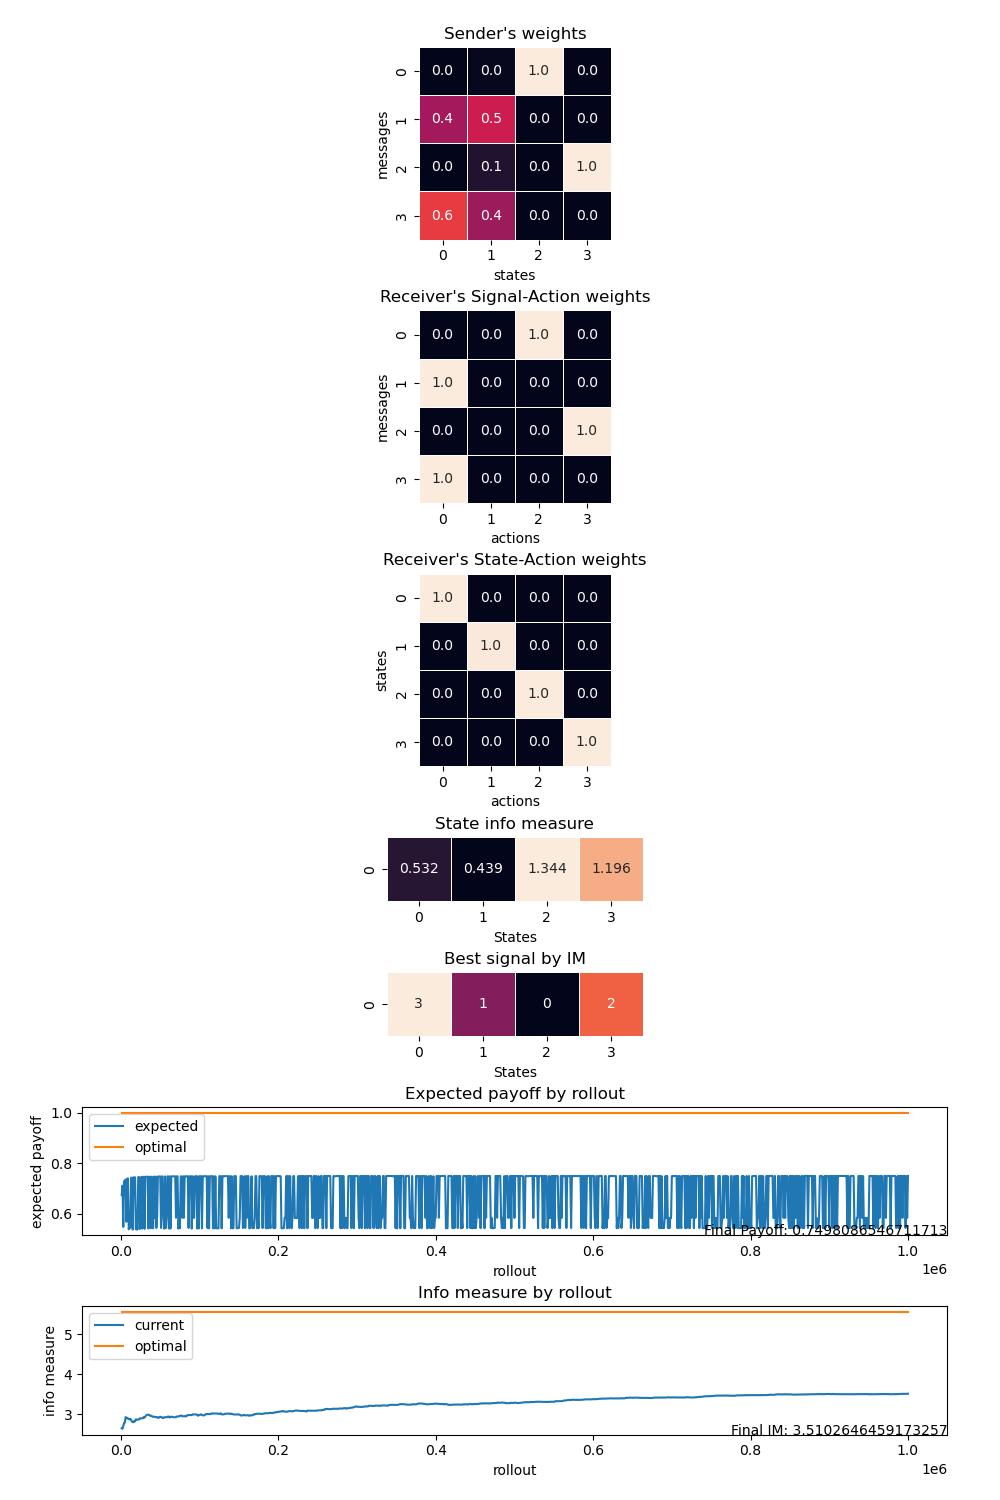 Sender's weights
0 0.0 0.0 1.0 0.0
1 0.4 0.5 0.0 0.0
messages
2 0.0 0.1 0.0 1.0
3 0.6 0.4 0.0 0.0
0 1 2 3
states
Receiver's Signal-Action weights
0 0.0 0.0 1.0 0.0
1 1.0 0.0 0.0 0.0
messages
2 0.0 0.0 0.0 1.0
3 1.0 0.0 0.0 0.0
0 1 2 3
actions
Receiver's State-Action weights
0 1.0 0.0 0.0 0.0
1 0.0 1.0 0.0 0.0
states
2 0.0 0.0 1.0 0.0
3 0.0 0.0 0.0 1.0
0 1 2 3
actions
State info measure
0 0.532 0.439 1.344 1.196
0 1 2 3
States
Best signal by IM
0 3 1 0 2
0 1 2 3
States
Expected payoff by rollout
expected payoff
1.0
0.8
0.6
expected
optimal
Final Payoff: 0.7498086546711713
0.0 0.2 0.4 0.6 0.8 1.0
1e6
rollout
Info measure by rollout
info measure
5
4
3
current
optimal
Final IM: 3.5102646459173257
0.0 0.2 0.4 0.6 0.8 1.0
1e6
rollout